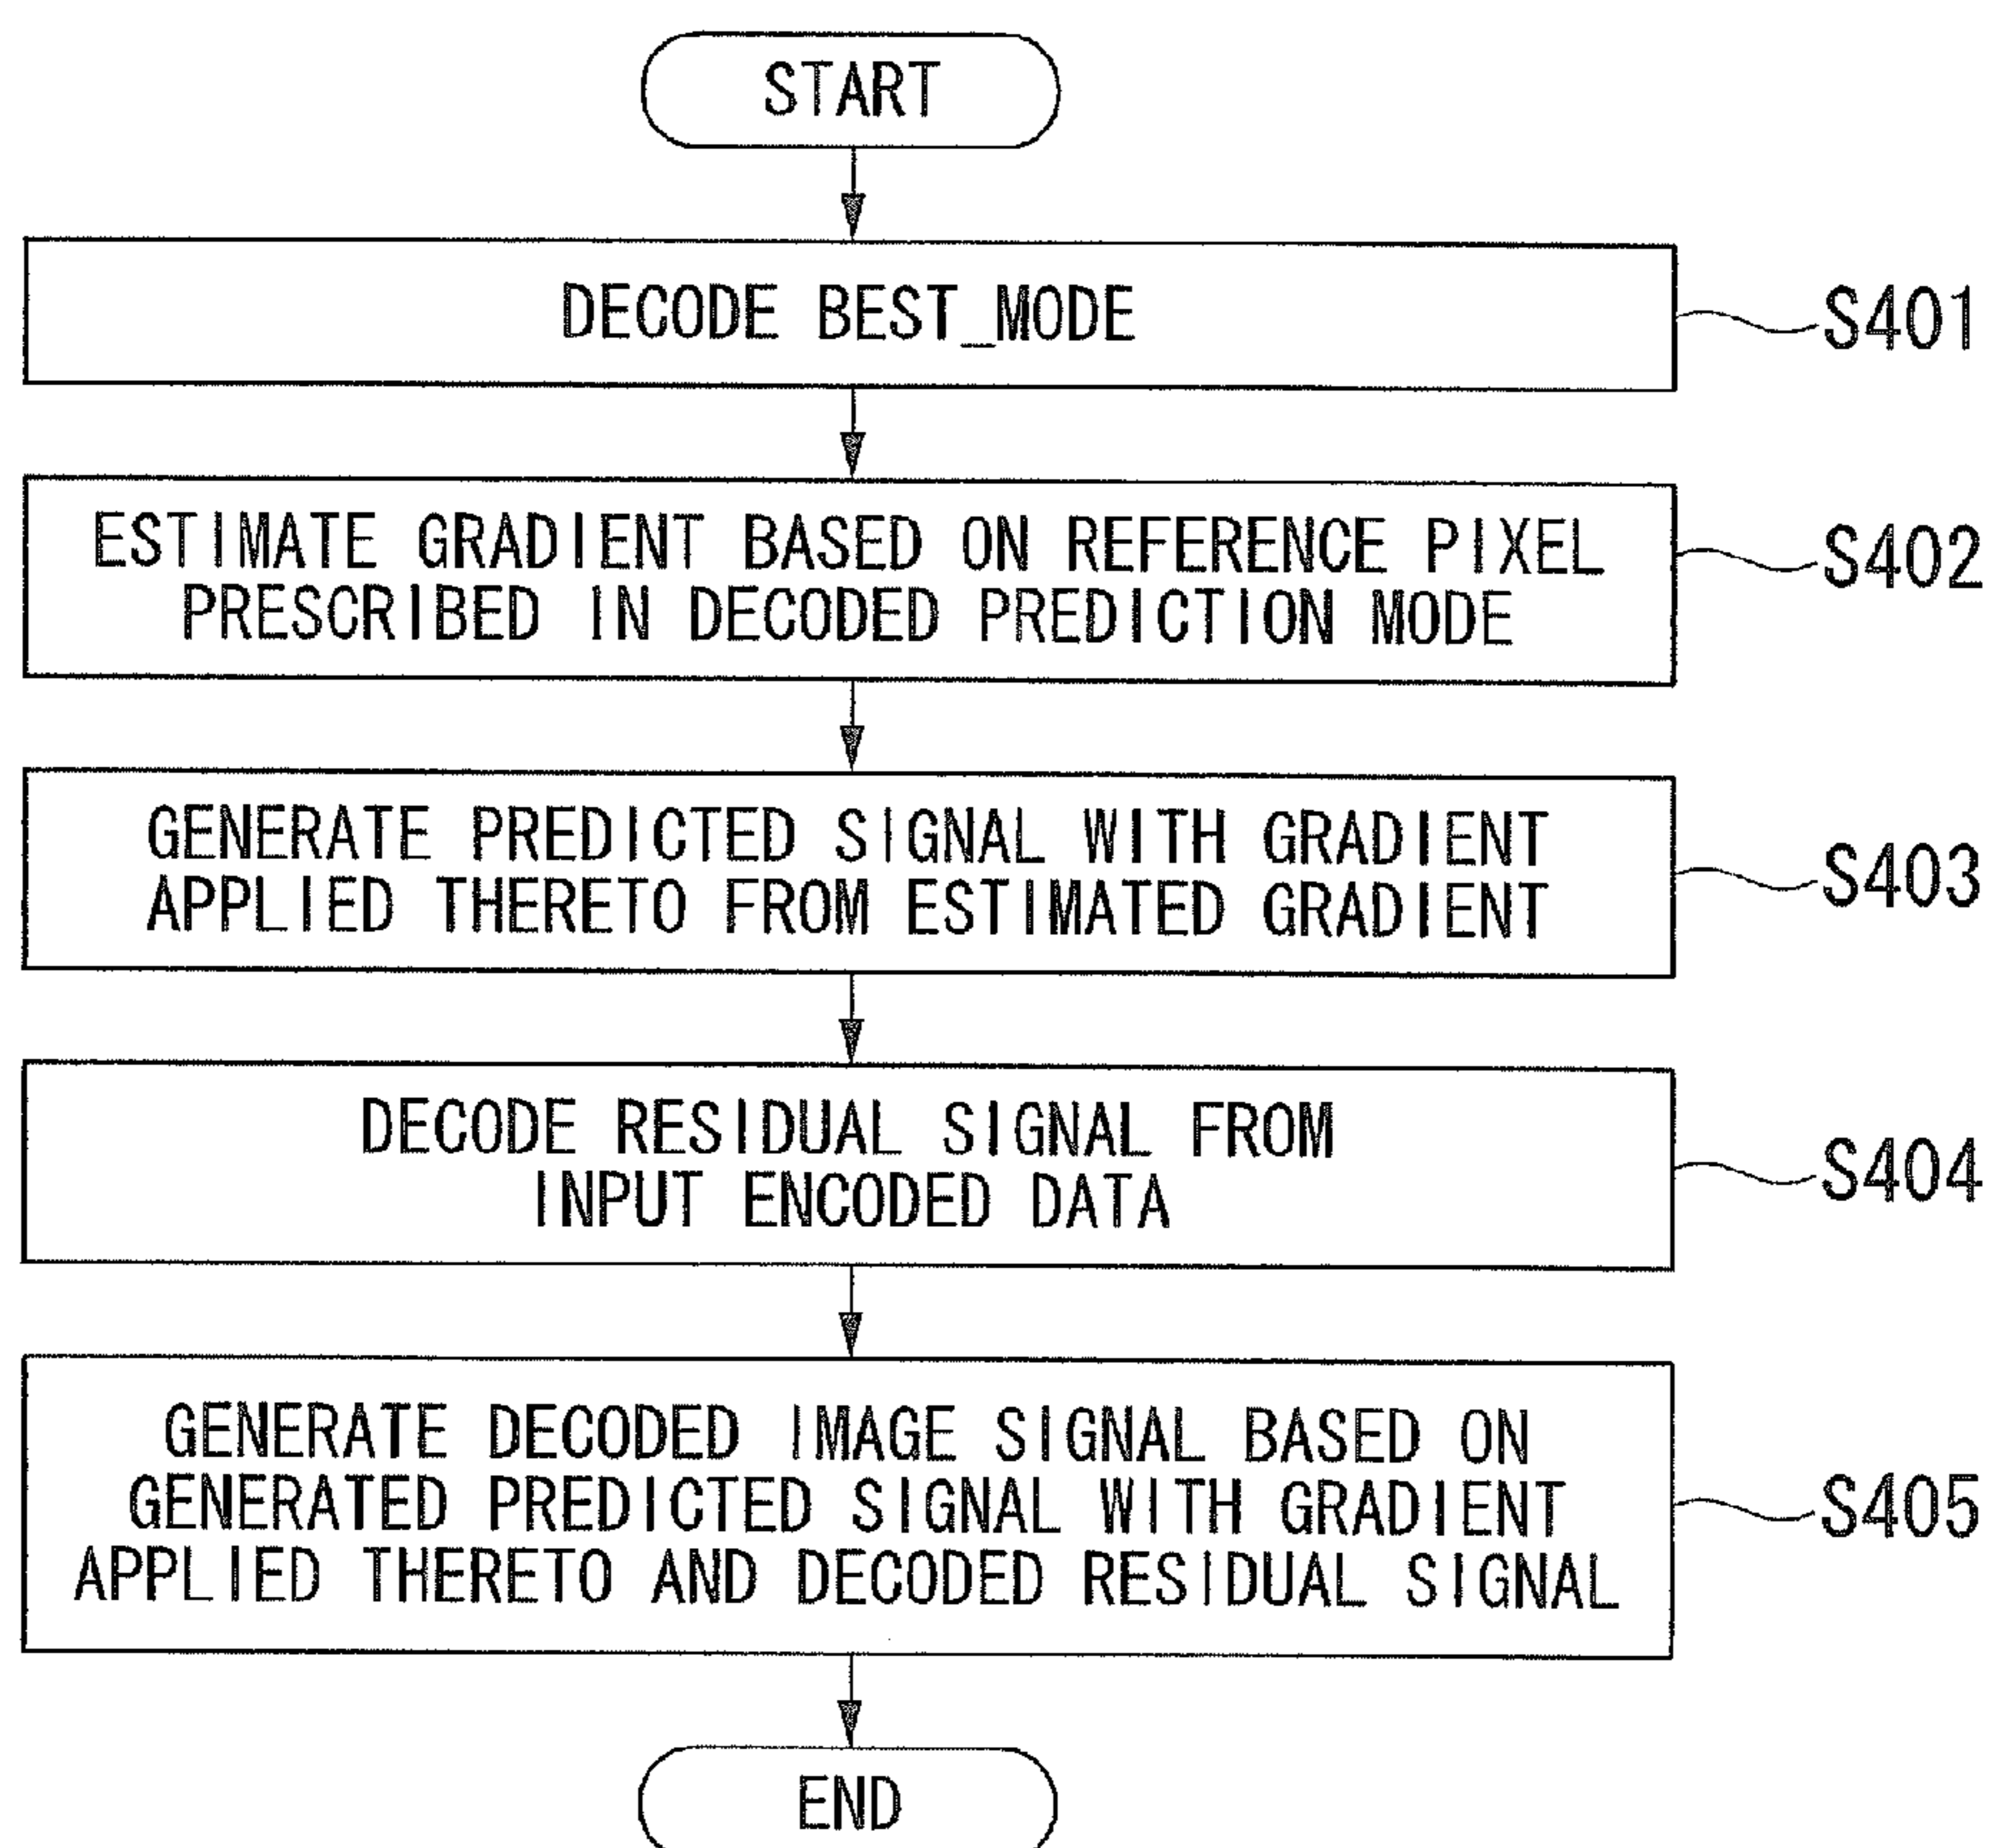 START
DECODE BEST_MODE
S401
ESTIMATE GRADIENT BASED ON REFERENCE PIXEL
PRESCRIBED IN DECODED PREDICTION MODE
S402
GENERATE PREDICTED SIGNAL WITH GRADIENT
APPLIED THERETO FROM ESTIMATED GRADIENT
S403
DECODE RESIDUAL SIGNAL FROM
INPUT ENCODED DATA
S404
GENERATE DECODED IMAGE SIGNAL BASED ON
GENERATED PREDICTED SIGNAL WITH GRADIENT
APPLIED THERETO AND DECODED RESIDUAL SIGNAL
S405
END